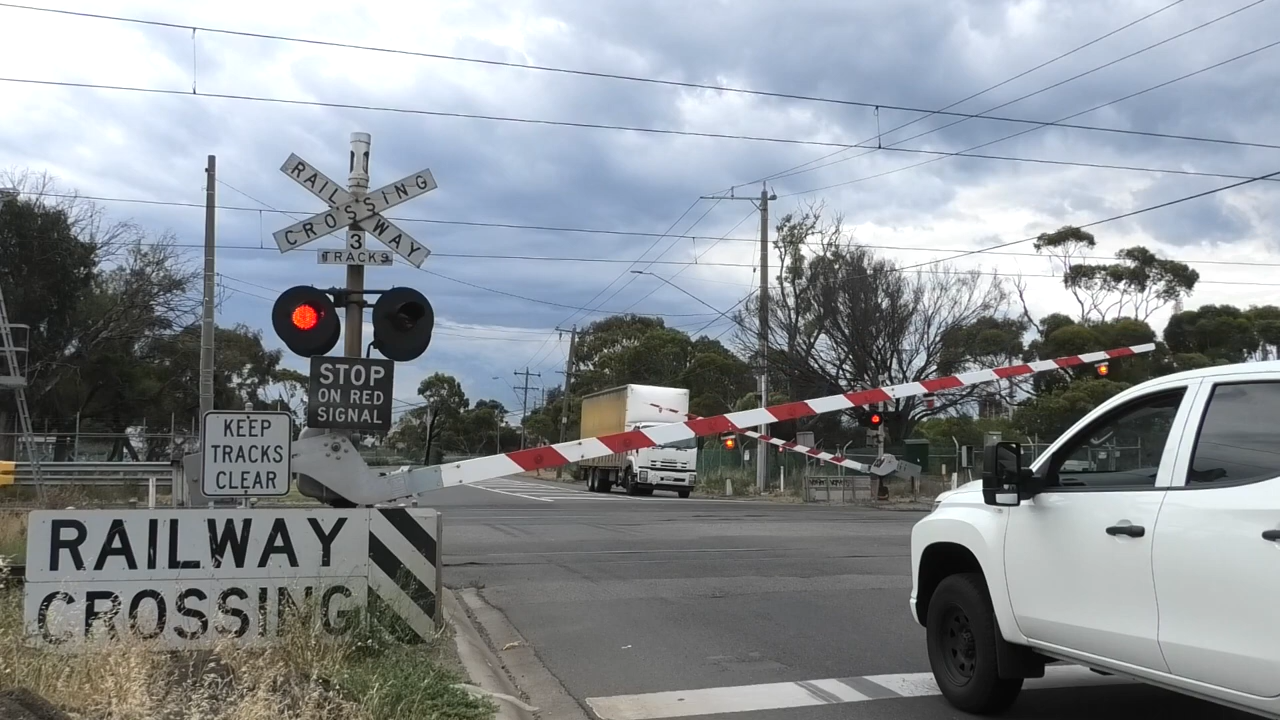 RAILWAY
CROSSING
3
TRACKS
STOP
ON RED
SIGNAL
KEEP
TRACKS
CLEAR
RAILWAY
CROSSING